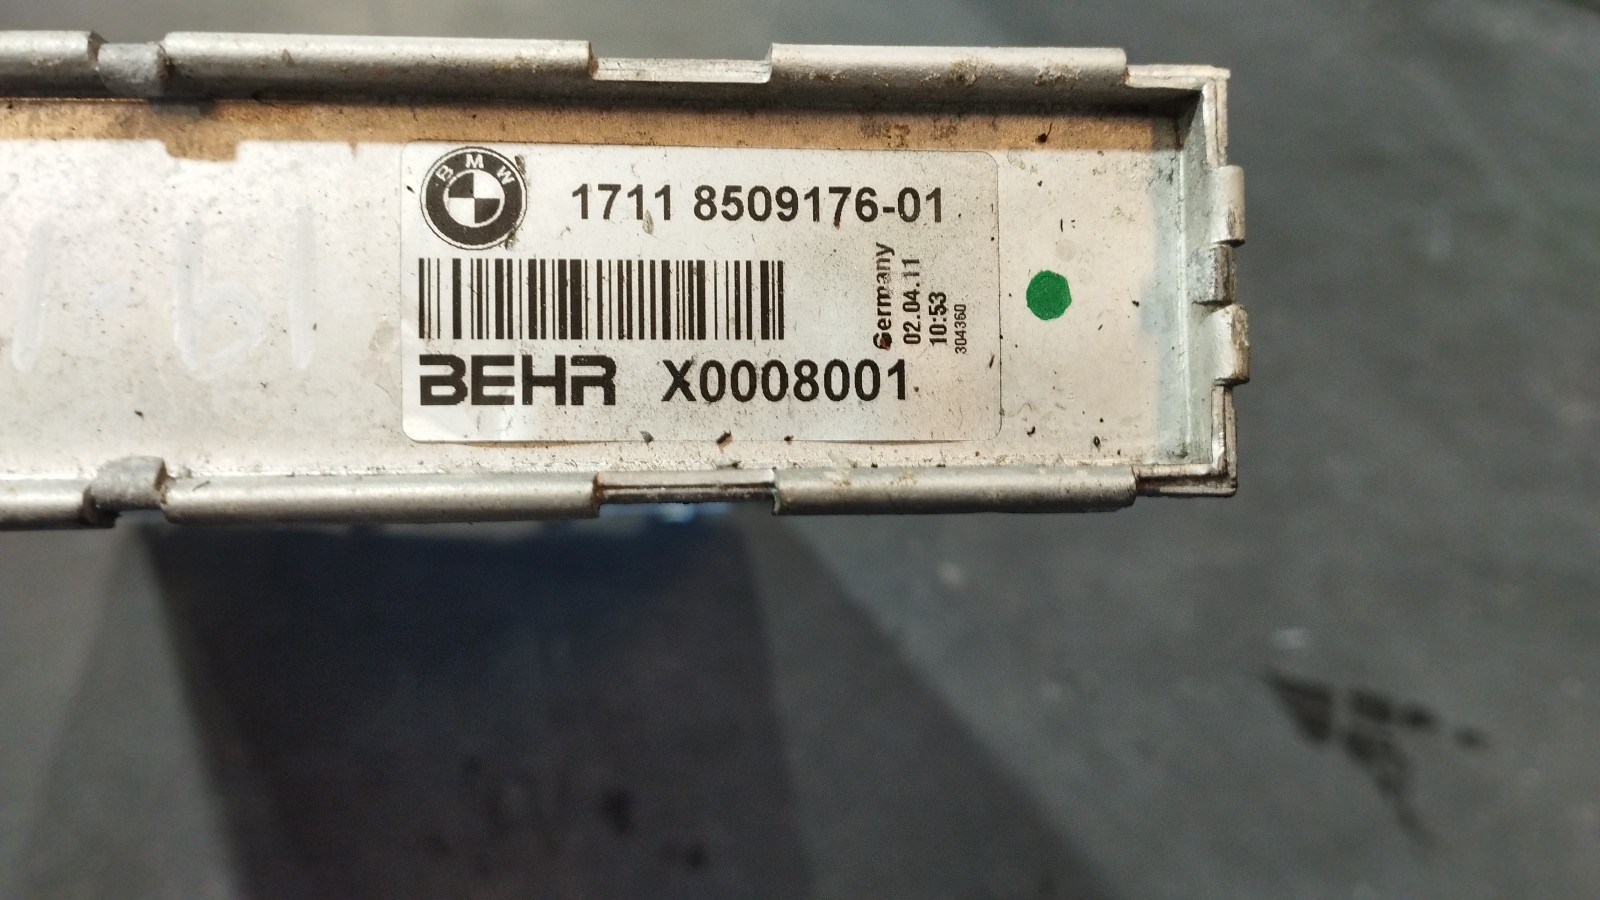 BMW
1711 8509176-01
Germany
02.04.11
10:53
304360
BEHR X0008001